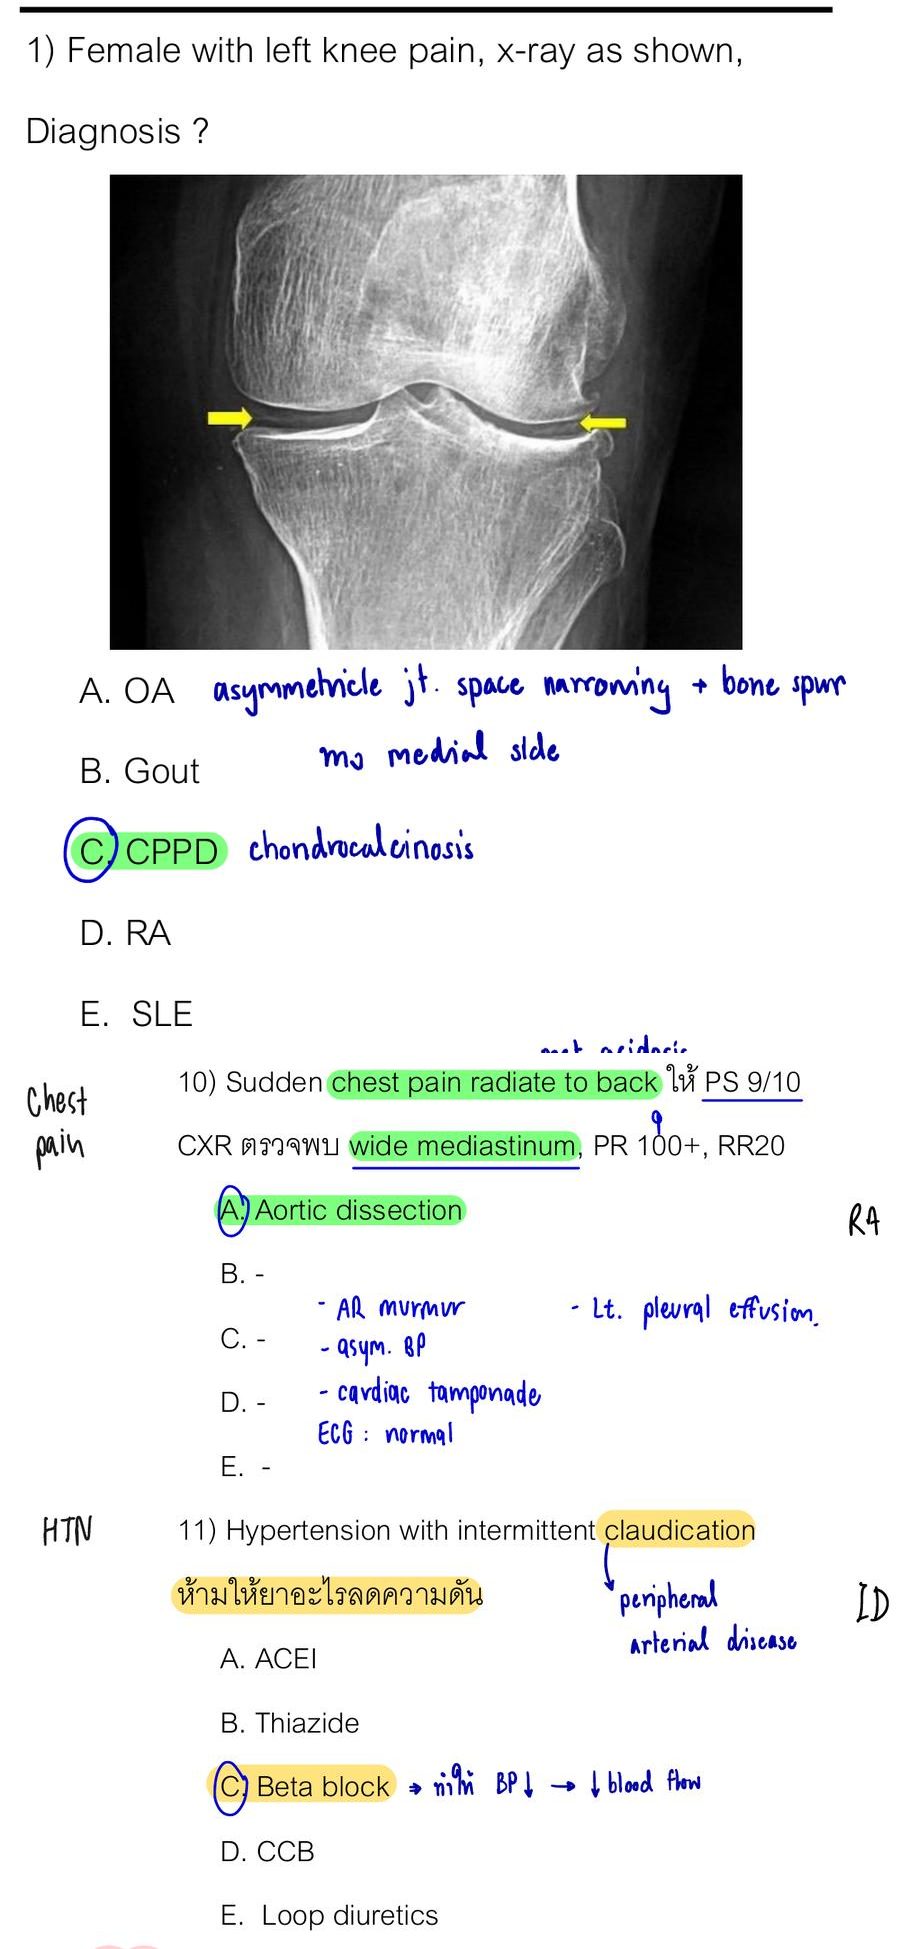 1) Female with left knee pain, x-ray as shown,
Diagnosis ?
A. OA asymmetricle jt. space narrowing + bone spur
B. Gout medial side
C. CPPD chondrocalcinosis
D. RA
E. SLE
met acidosis
Chest
pain
10) Sudden chest pain radiate to back ให้ PS 9/10
CXR ตรวจพบ wide mediastinum, PR 100+, RR20
A. Aortic dissection
RA
B. -
- AR murmur - Lt. pleural effusion.
C. - - asym. BP
D. - - cardiac tamponade
ECG : normal
E. -
HTN
11) Hypertension with intermittent claudication
ห้ามให้ยาอะไรลดความดัน
peripheral
arterial disease
ID
A. ACEI
B. Thiazide
C. Beta block → ทำให้ BP↓ → ↓ blood flow
D. CCB
E. Loop diuretics